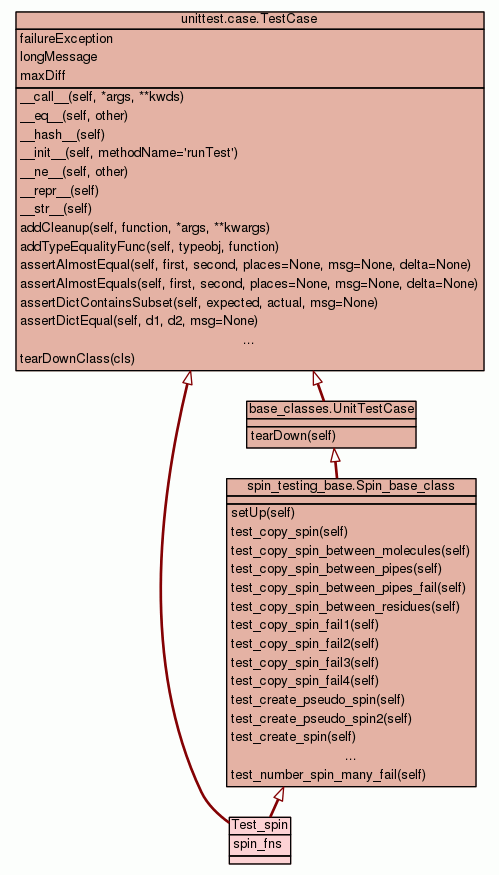 unittest.case.TestCase
failureException
longMessage
maxDiff
__call__(self, *args, **kwds)
__eq__(self, other)
__hash__(self)
__init__(self, methodName='runTest')
__ne__(self, other)
__repr__(self)
__str__(self)
addCleanup(self, function, *args, **kwargs)
addTypeEqualityFunc(self, typeobj, function)
assertAlmostEqual(self, first, second, places=None, msg=None, delta=None)
assertAlmostEquals(self, first, second, places=None, msg=None, delta=None)
assertDictContainsSubset(self, expected, actual, msg=None)
assertDictEqual(self, d1, d2, msg=None)
...
tearDownClass(cls)
base_classes.UnitTestCase
tearDown(self)
spin_testing_base.Spin_base_class
setUp(self)
test_copy_spin(self)
test_copy_spin_between_molecules(self)
test_copy_spin_between_pipes(self)
test_copy_spin_between_pipes_fail(self)
test_copy_spin_between_residues(self)
test_copy_spin_fail1(self)
test_copy_spin_fail2(self)
test_copy_spin_fail3(self)
test_copy_spin_fail4(self)
test_create_pseudo_spin(self)
test_create_pseudo_spin2(self)
test_create_spin(self)
...
test_number_spin_many_fail(self)
Test_spin
spin_fns